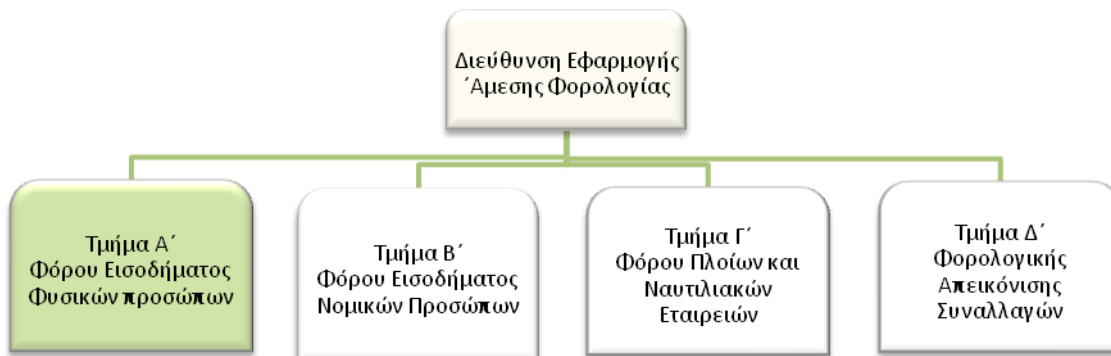 Διεύθυνση Εφαρμογής
΄Αμεσης Φορολογίας
Τμήμα Α΄
Φόρου Εισοδήματος
Φυσικών προσώπων
Τμήμα Β΄
Φόρου Εισοδήματος
Νομικών Προσώπων
Τμήμα Γ΄
Φόρου Πλοίων και
Ναυτιλιακών
Εταιρειών
Τμήμα Δ΄
Φορολογικής
Απεικόνισης
Συναλλαγών